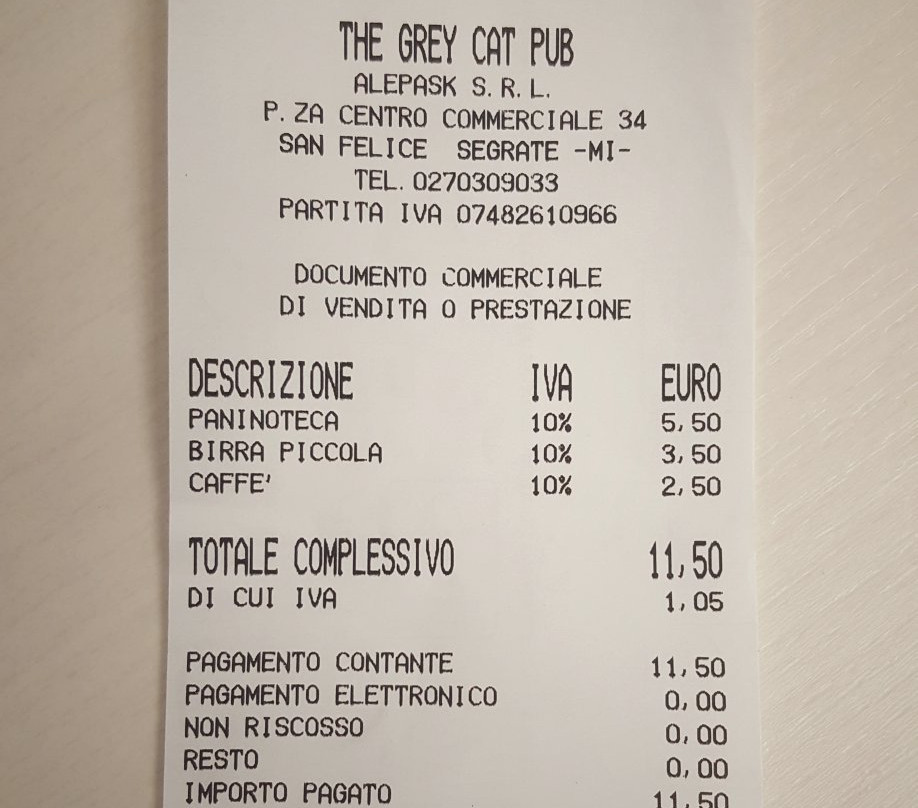 THE GREY CAT PUB
ALEPASK S.R.L.
P.ZA CENTRO COMMERCIALE 34
SAN FELICE SEGRATE -MI-
TEL. 0270309033
PARTITA IVA 07482610966
DOCUMENTO COMMERCIALE
DI VENDITA O PRESTAZIONE
DESCRIZIONE IVA EURO
PANINOTECA 10% 5,50
BIRRA PICCOLA 10% 3,50
CAFFE' 10% 2,50
TOTALE COMPLESSIVO 11,50
DI CUI IVA 1,05
PAGAMENTO CONTANTE 11,50
PAGAMENTO ELETTRONICO 0,00
NON RISCOSSO 0,00
RESTO 0,00
IMPORTO PAGATO 11,50